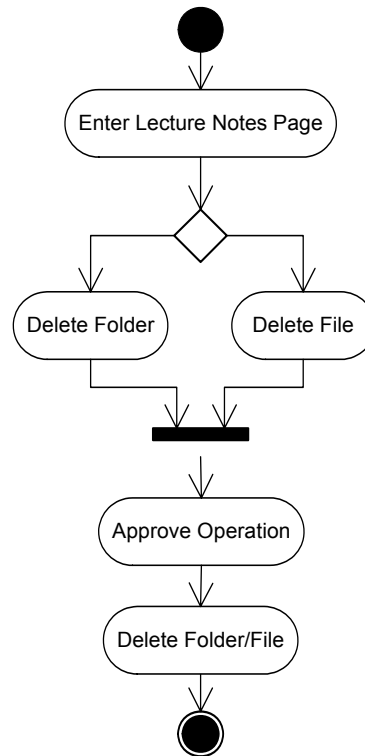 Enter Lecture Notes Page
Delete Folder
Delete File
Approve Operation
Delete Folder/File